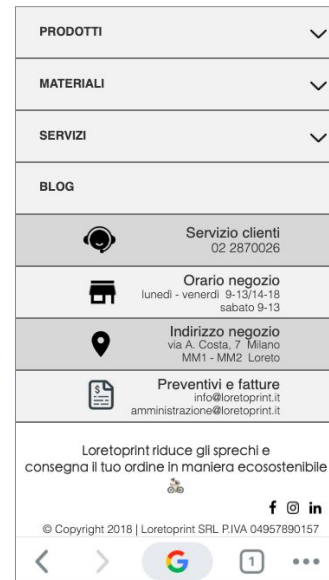 PRODOTTI
MATERIALI
SERVIZI
BLOG
Servizio clienti
02 2870026
Orario negozio
lunedì - venerdì 9-13/14-18
sabato 9-13
Indirizzo negozio
via A. Costa, 7 Milano
MM1 - MM2 Loreto
Preventivi e fatture
info@loretoprint.it
amministrazione@loretoprint.it
Loretoprint riduce gli sprechi e
consegna il tuo ordine in maniera ecosostenibile
f in
© Copyright 2018 | Loretoprint SRL P.IVA 04957890157
G 1